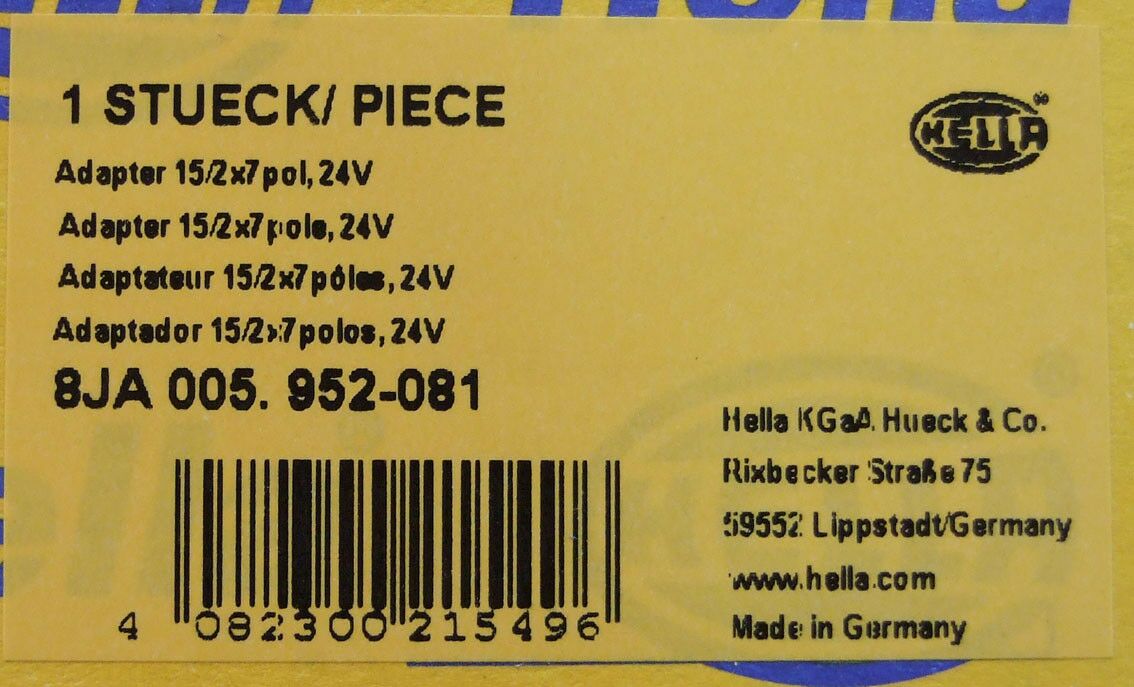 1 STUECK/ PIECE
HELLA®
Adapter 15/2x7pol, 24V
Adapter 15/2x7pole, 24V
Adaptateur 15/2x7pôles, 24V
Adaptador 15/2x7polos, 24V
8JA 005. 952-081
Hella KGaA Hueck & Co.
Rixbecker Straße 75
59552 Lippstadt/Germany
www.hella.com
Made in Germany
4 082300 215496